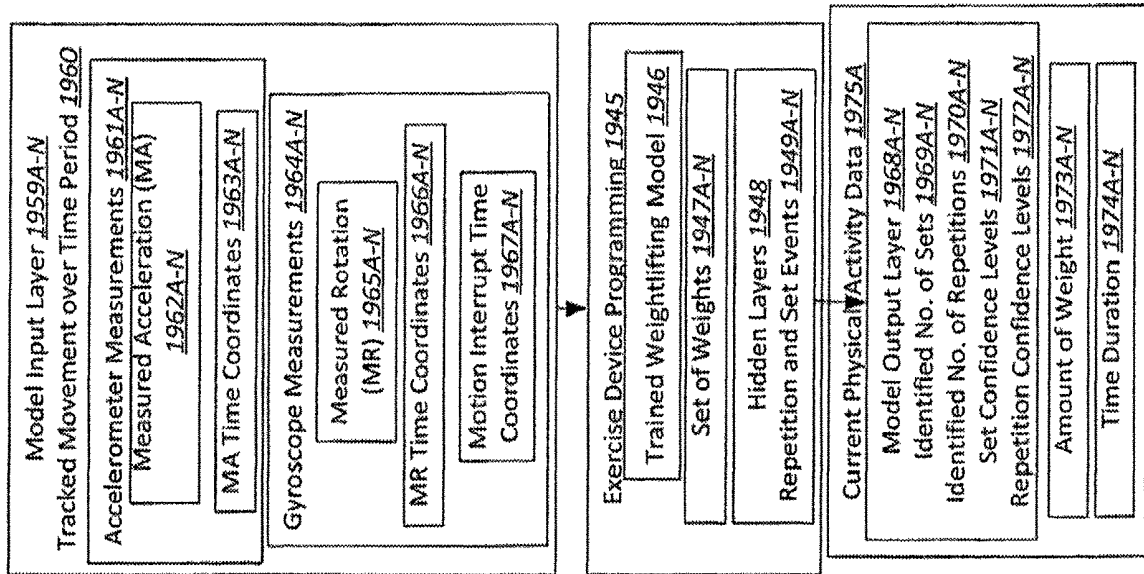 Model Input Layer 1959A-N
Tracked Movement over Time Period 1960
Accelerometer Measurements 1961A-N
Measured Acceleration (MA)
1962A-N
MA Time Coordinates 1963A-N
Gyroscope Measurements 1964A-N
Measured Rotation
(MR) 1965A-N
MR Time Coordinates 1966A-N
Motion Interrupt Time
Coordinates 1967A-N
Exercise Device Programming 1945
Trained Weightlifting Model 1946
Set of Weights 1947A-N
Hidden Layers 1948
Repetition and Set Events 1949A-N
Current Physical Activity Data 1975A
Model Output Layer 1968A-N
Identified No. of Sets 1969A-N
Identified No. of Repetitions 1970A-N
Set Confidence Levels 1971A-N
Repetition Confidence Levels 1972A-N
Amount of Weight 1973A-N
Time Duration 1974A-N